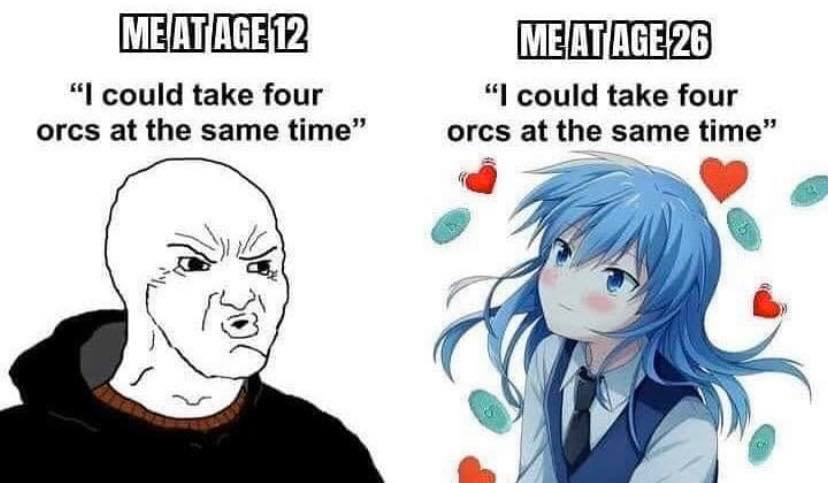 ME AT AGE 12
“I could take four
orcs at the same time”
ME AT AGE 26
“I could take four
orcs at the same time”